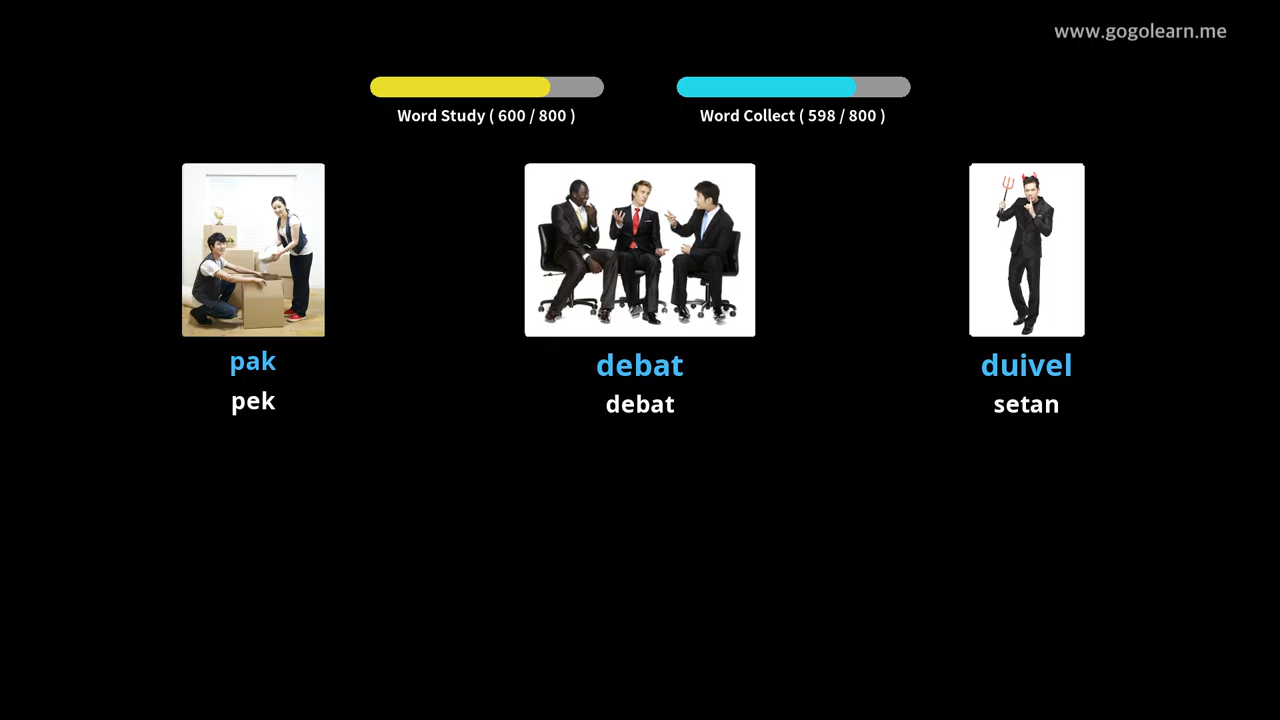 www.gogolearn.me
Word Study ( 600 / 800 )
Word Collect ( 598 / 800 )
pak
debat
duivel
pek
debat
setan